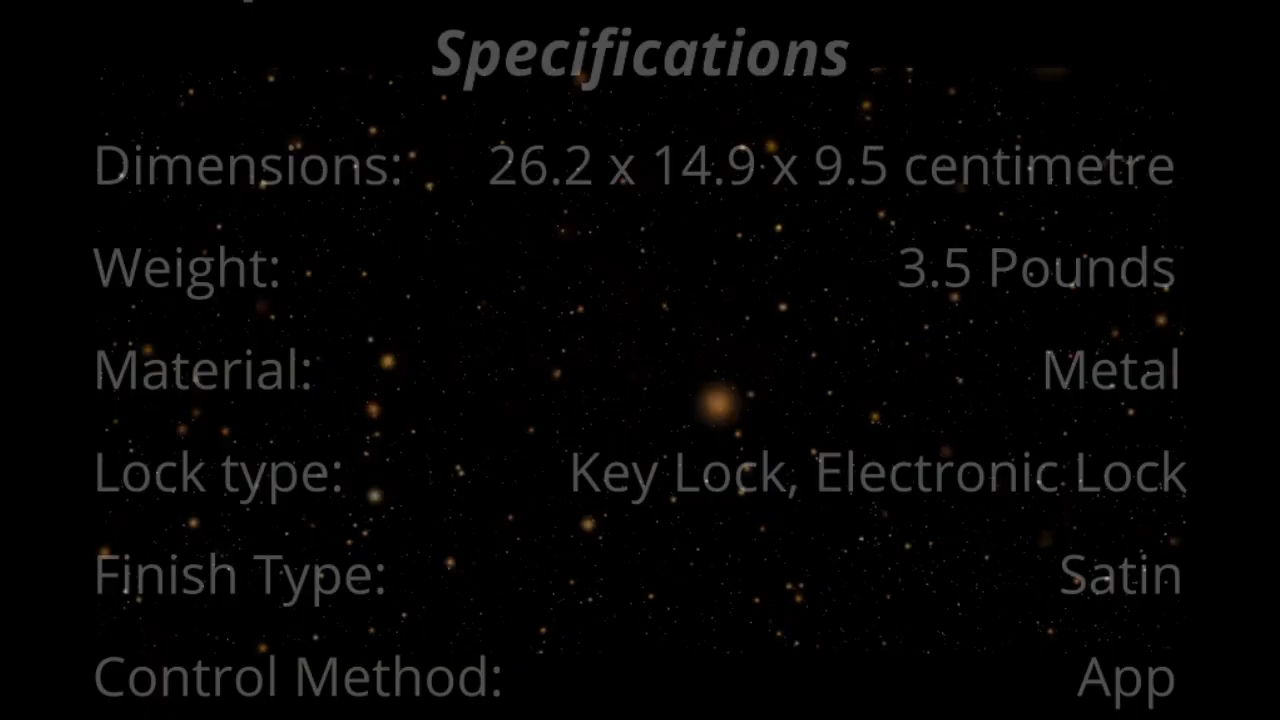 Specifications
Dimensions: 26.2 x 14.9 x 9.5 centimetre
Weight: 3.5 Pounds
Material: Metal
Lock type: Key Lock, Electronic Lock
Finish Type: Satin
Control Method: App